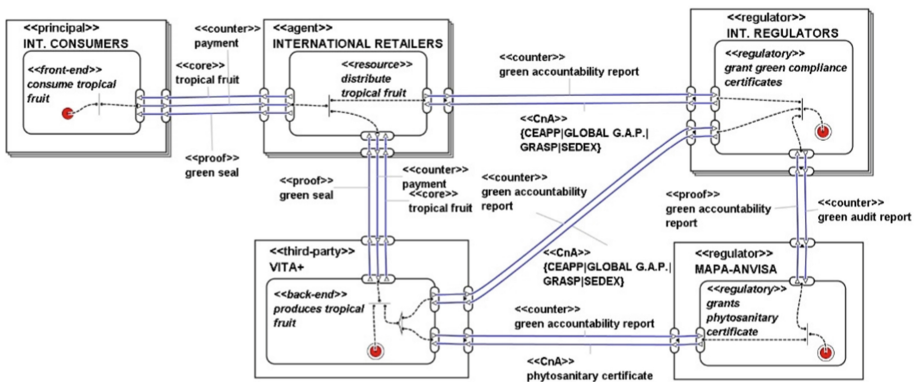 <<principal>>
INT. CONSUMERS
<<front-end>>
consume tropical
fruit
<<counter>>
payment
<<core>>
tropical fruit
<<proof>>
green seal
<<agent>>
INTERNATIONAL RETAILERS
<<resource>>
distribute
tropical fruit
<<counter>>
green accountability report
<<CnA>>
{CEAPP|GLOBAL G.A.P.|
GRASP|SEDEX}
<<regulator>>
INT. REGULATORS
<<regulatory>>
grant green compliance
certificates
<<proof>>
green seal
<<counter>>
payment
<<core>>
tropical fruit
<<counter>>
green accountability
report
<<CnA>>
{CEAPP|GLOBAL G.A.P.|
GRASP|SEDEX}
<<proof>>
green accountability
report
<<counter>>
green audit report
<<third-party>>
VITA+
<<back-end>>
produces tropical
fruit
<<counter>>
green accountability report
<<CnA>>
phytosanitary certificate
<<regulator>>
MAPA-ANVISA
<<regulatory>>
grants
phytosanitary
certificate